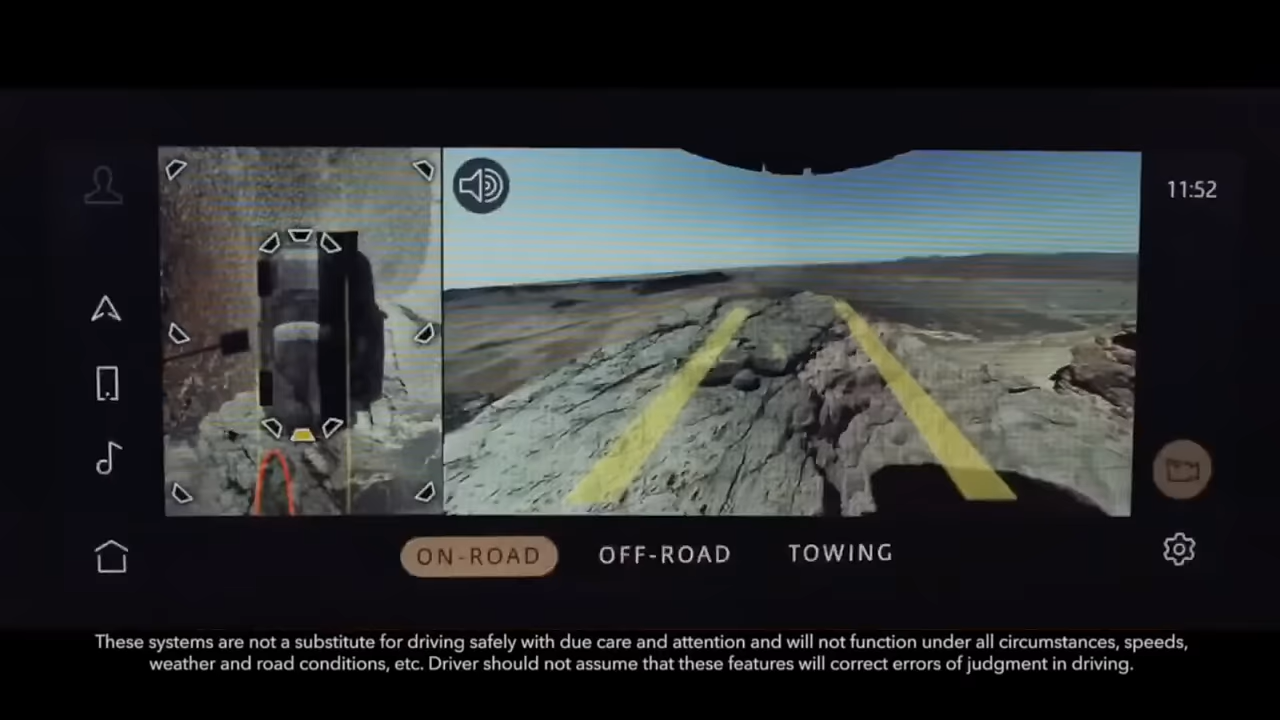 11:52
ON-ROAD
OFF-ROAD
TOWING
These systems are not a substitute for driving safely with due care and attention and will not function under all circumstances, speeds,
weather and road conditions, etc. Driver should not assume that these features will correct errors of judgment in driving.